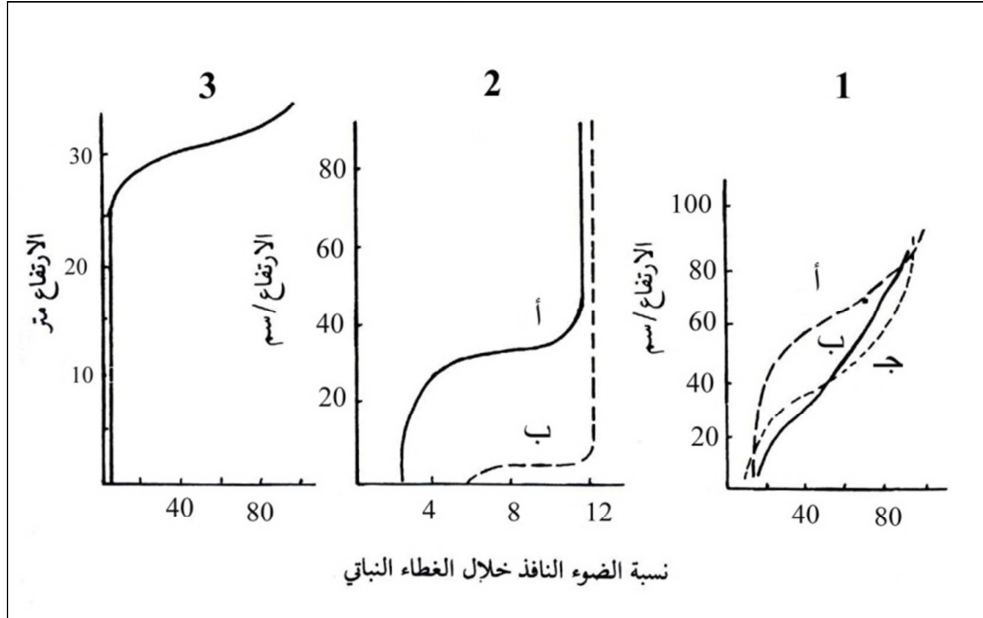 3 2 1
30
20
10
الارتفاع متر
40 80
80
60
40
20
الارتفاع/سم
أ
ب
4 8 12
100
80
60
40
20
الارتفاع/سم
أ
ب
جـ
40 80
نسبة الضوء النافذ خلال الغطاء النباتي